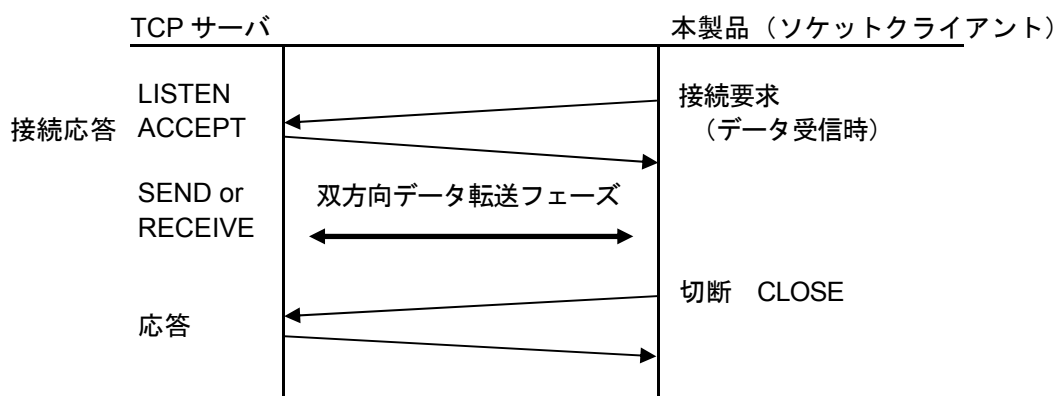 TCP サーバ
本製品（ソケットクライアント）
LISTEN
接続要求
接続応答 ACCEPT
（データ受信時）
SEND or
双方向データ転送フェーズ
RECEIVE
切断　CLOSE
応答